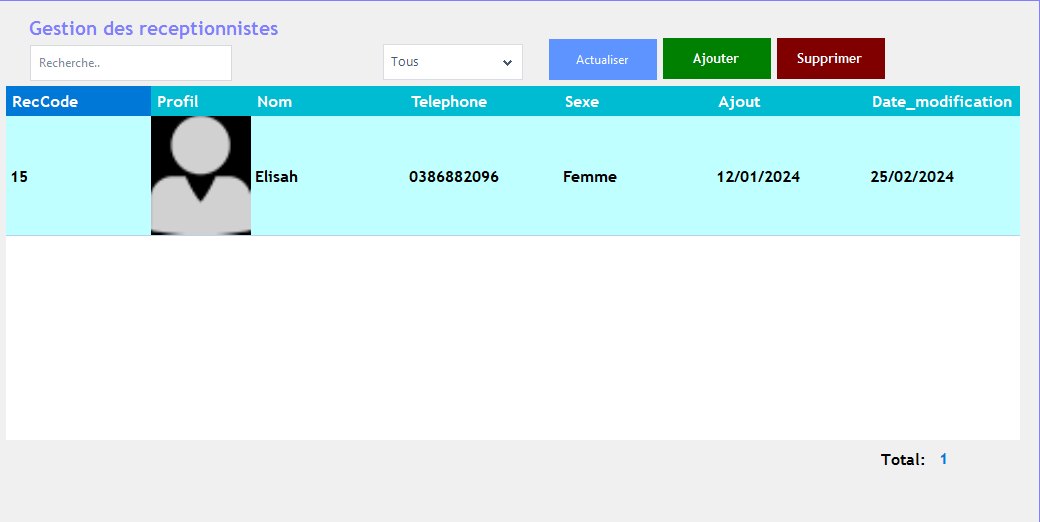 Gestion des receptionnistes
Recherche.. Tous Actualiser Ajouter Supprimer
RecCode Profil Nom Telephone Sexe Ajout Date_modification
15 Elisah 0386882096 Femme 12/01/2024 25/02/2024
Total: 1